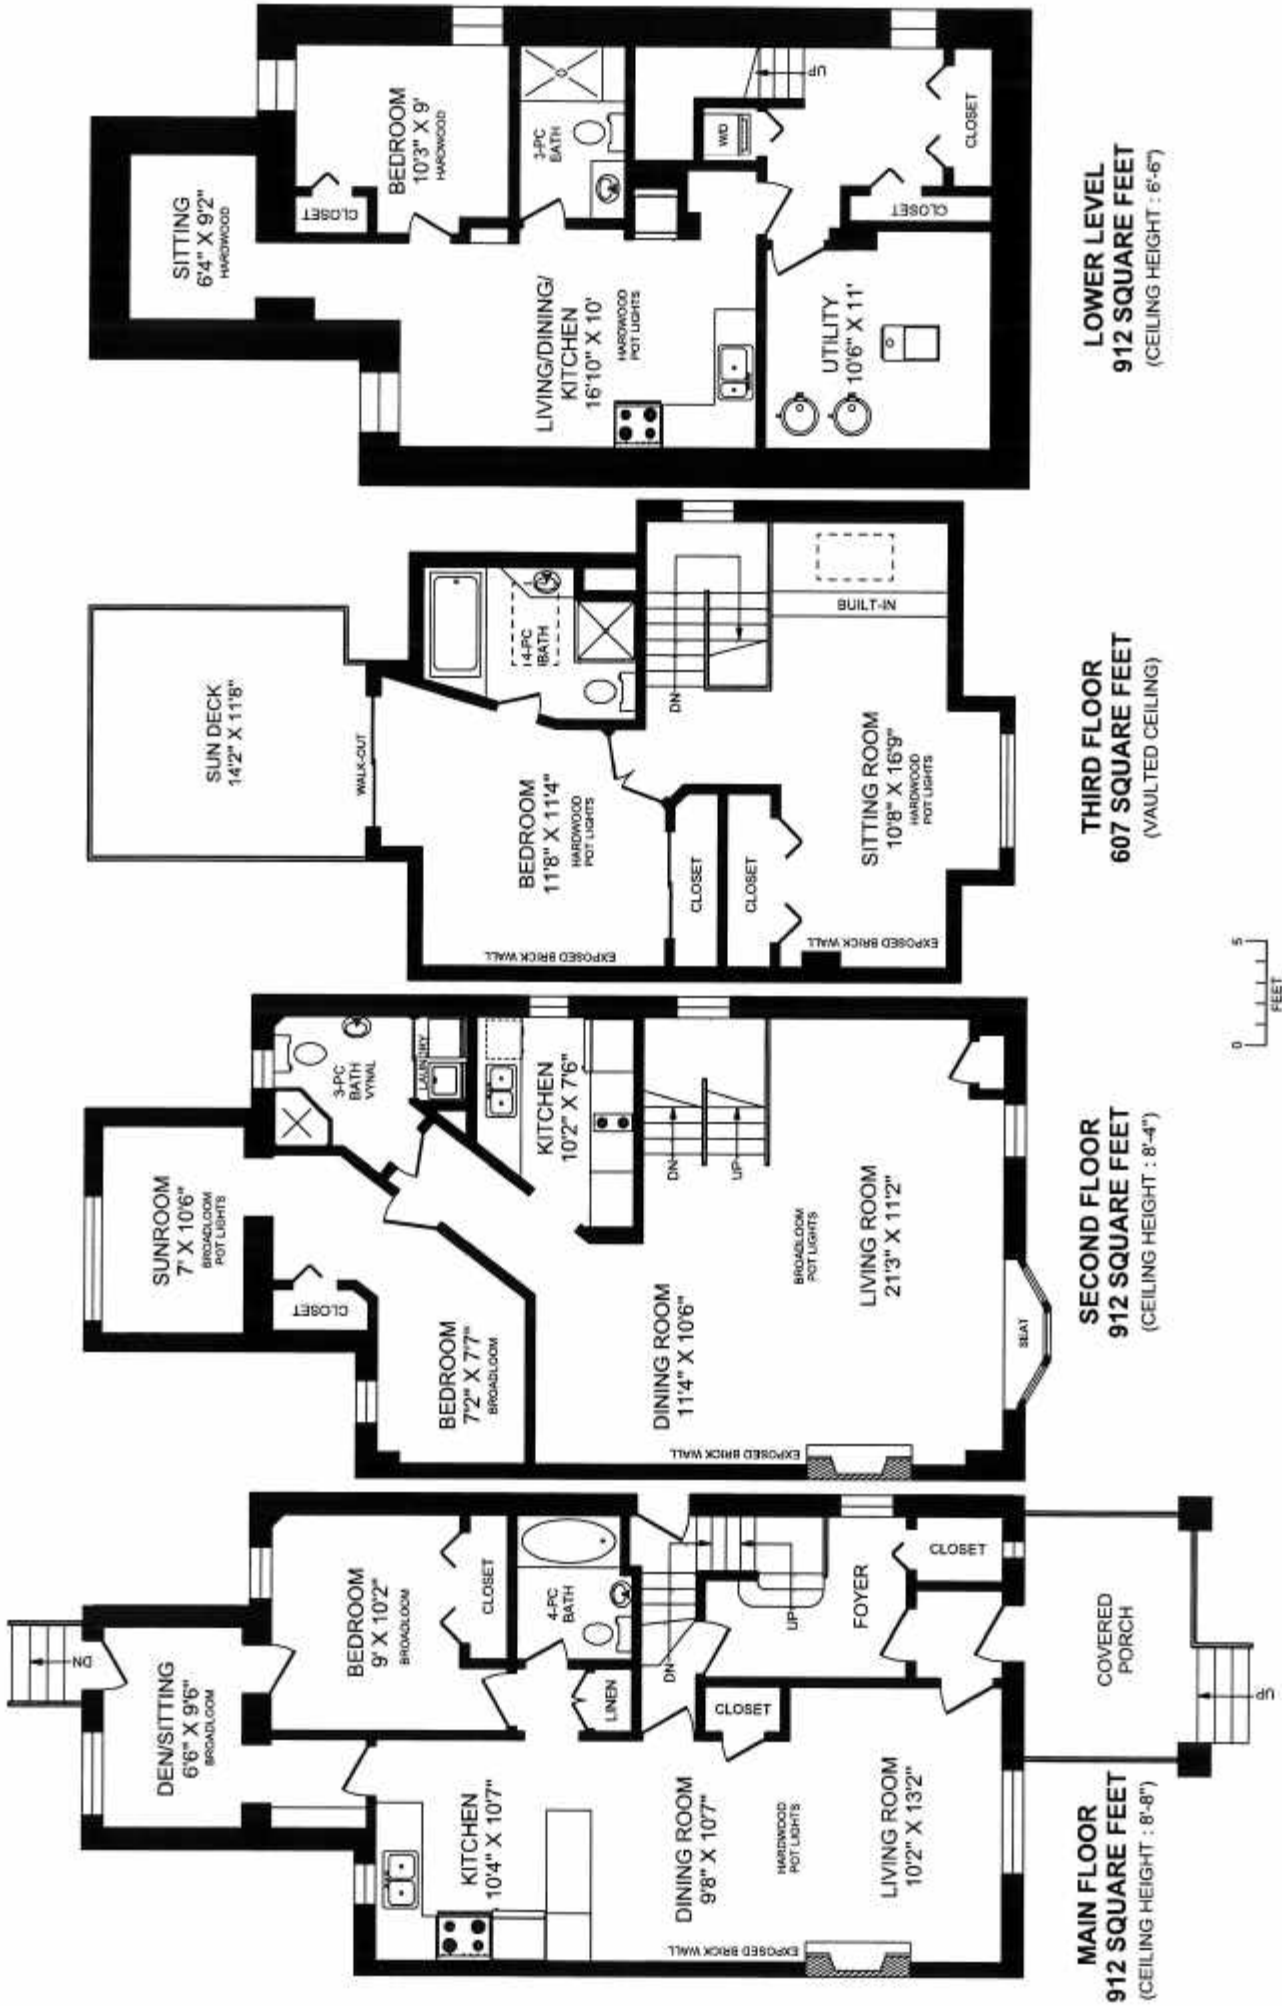 DN
DEN/SITTING
6'6" X 9'6"
BROADLOOM
BEDROOM
9' X 10'2"
BROADLOOM
CLOSET
KITCHEN
10'4" X 10'7"
4-PC
BATH
LINEN
DN
UP
CLOSET
FOYER
CLOSET
DINING ROOM
9'8" X 10'7"
HARDWOOD
POT LIGHTS
EXPOSED BRICK WALL
LIVING ROOM
10'2" X 13'2"
COVERED
PORCH
UP
MAIN FLOOR
912 SQUARE FEET
(CEILING HEIGHT : 8'-8")
SUNROOM
7' X 10'6"
BROADLOOM
POT LIGHTS
CLOSET
3-PC
BATH
VYNAL
LAUNDRY
BEDROOM
7'2" X 7'7"
BROADLOOM
KITCHEN
10'2" X 7'6"
DN
UP
DINING ROOM
11'4" X 10'6"
EXPOSED BRICK WALL
BROADLOOM
POT LIGHTS
LIVING ROOM
21'3" X 11'2"
SEAT
SECOND FLOOR
912 SQUARE FEET
(CEILING HEIGHT : 8'-4")
SUN DECK
14'2" X 11'8"
WALK-OUT
BEDROOM
11'8" X 11'4"
HARDWOOD
POT LIGHTS
EXPOSED BRICK WALL
4-PC
BATH
CLOSET
CLOSET
DN
BUILT-IN
SITTING ROOM
10'8" X 16'9"
HARDWOOD
POT LIGHTS
EXPOSED BRICK WALL
THIRD FLOOR
607 SQUARE FEET
(VAULTED CEILING)
SITTING
6'4" X 9'2"
HARDWOOD
CLOSET
BEDROOM
10'3" X 9'
HARDWOOD
3-PC
BATH
LIVING/DINING/
KITCHEN
16'10" X 10'
HARDWOOD
POT LIGHTS
W/D
UP
CLOSET
CLOSET
UTILITY
10'6" X 11'
LOWER LEVEL
912 SQUARE FEET
(CEILING HEIGHT : 6'-6")
0 5
FEET